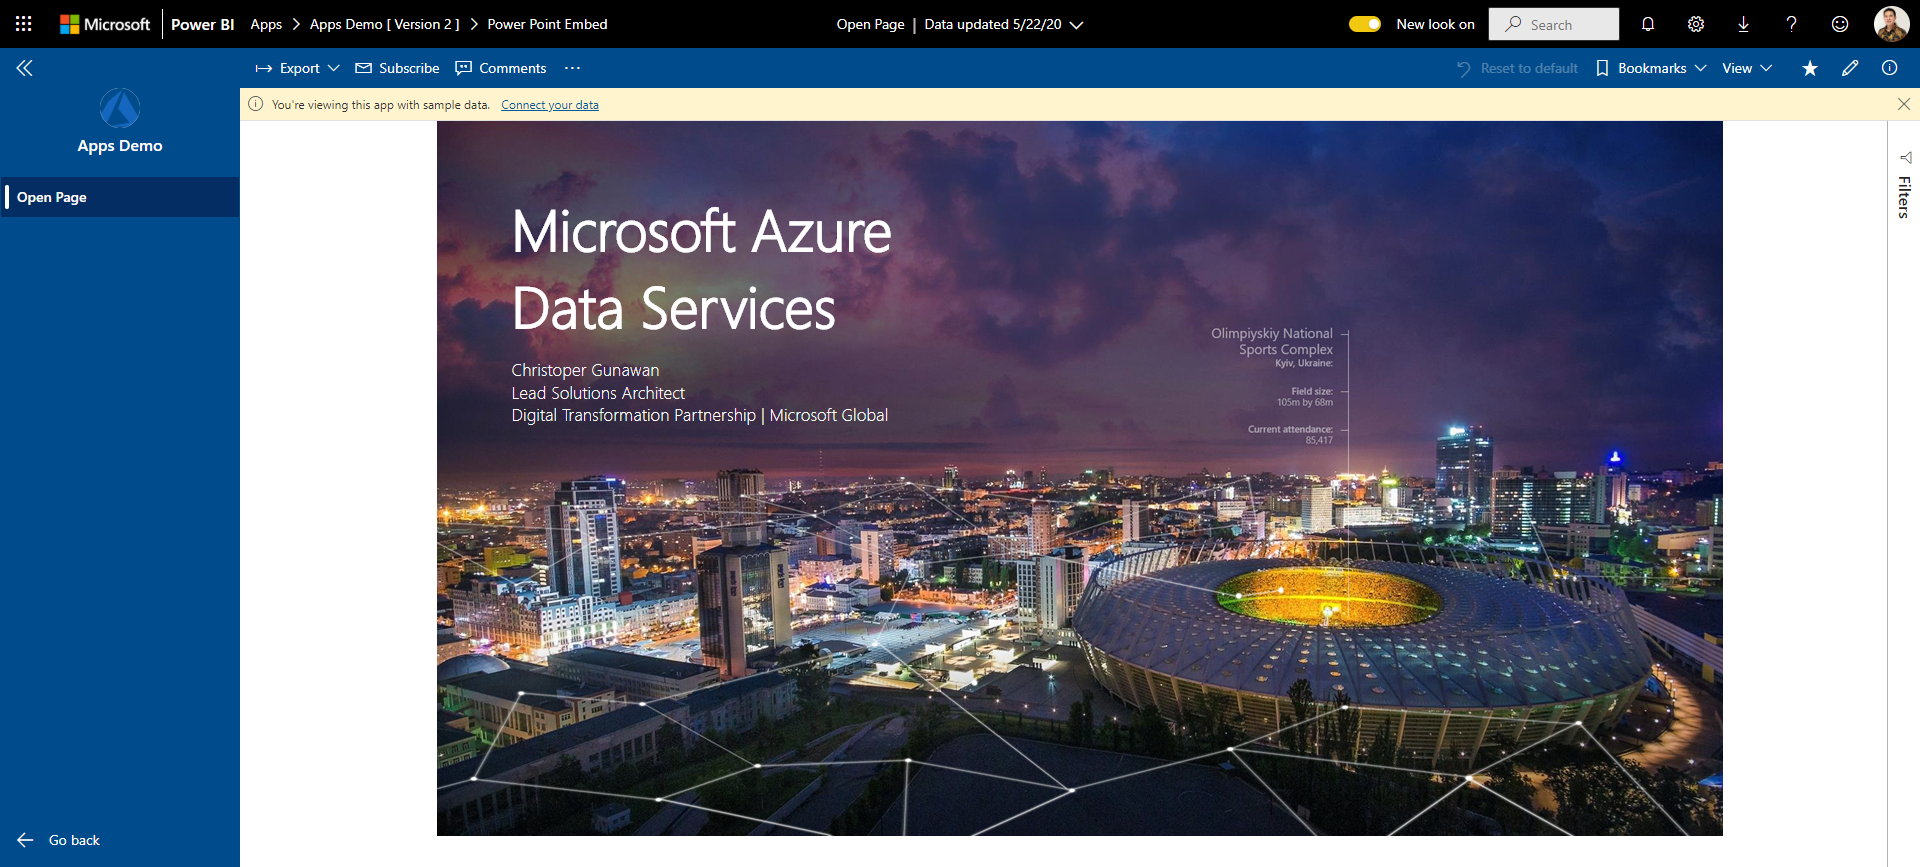 Microsoft
Power BI
Apps
Apps Demo [ Version 2 ]
Power Point Embed
Open Page | Data updated 5/22/20
New look on
Search
Export
Subscribe
Comments
Reset to default
Bookmarks
View
You're viewing this app with sample data. Connect your data
Apps Demo
Open Page
Go back
Filters
Microsoft Azure
Data Services
Christoper Gunawan
Lead Solutions Architect
Digital Transformation Partnership | Microsoft Global
Olimpiyskiy National
Sports Complex
Kyiv, Ukraine:
Field size:
105m by 68m
Current attendance:
85,417